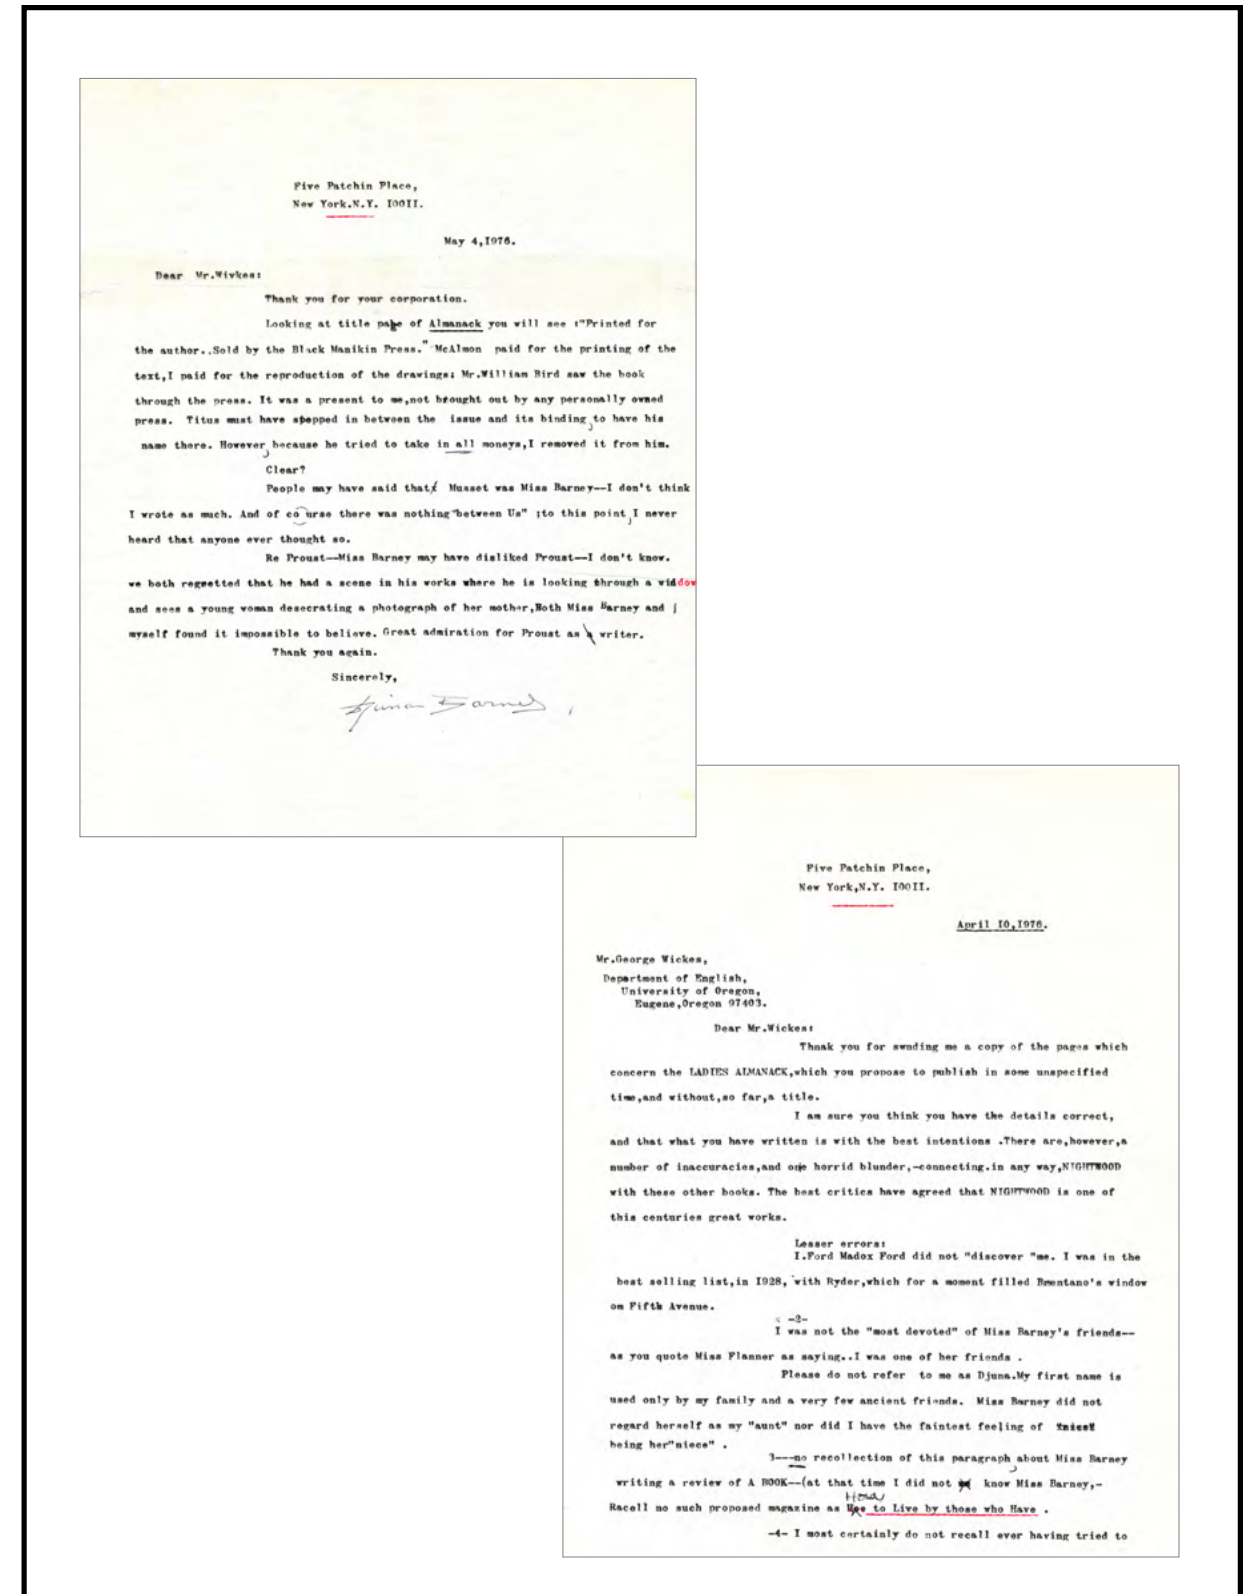 Five Patchin Place,
New York.N.Y. I00II.
May 4,I976.
Dear Mr.Wivkes:
Thank you for your corporation.
Looking at title page of Almanack you will see :"Printed for
the author..Sold by the Black Manikin Press." McAlmon paid for the printing of the
text,I paid for the reproduction of the drawings; Mr.William Bird saw the book
through the press. It was a present to me,not brought out by any personally owned
press. Titus must have stepped in between the issue and its binding,to have his
name there. However,because he tried to take in all moneys,I removed it from him.
Clear?
People may have said that Musset was Miss Barney--I don't think
I wrote as much. And of course there was nothing"between Us" ;to this point,I never
heard that anyone ever thought so.
Re Proust--Miss Barney may have disliked Proust--I don't know.
we both regretted that he had a scene in his works where he is looking through a widdow
and sees a young woman desecrating a photograph of her mother,Both Miss Barney and
myself found it impossible to believe. Great admiration for Proust as a writer.
Thank you again.
Sincerely,
Djuna Barnes
Five Patchin Place,
New York,N.Y. I00II.
April I0,I976.
Mr.George Wickes,
Department of English,
University of Oregon,
Eugene,Oregon 97403.
Dear Mr.Wickes:
Thnak you for swnding me a copy of the pages which
concern the LADIES ALMANACK,which you propose to publish in some unspecified
time,and without,so far,a title.
I am sure you think you have the details correct,
and that what you have written is with the best intentions .There are,however,a
number of inaccuracies,and one horrid blunder,-connecting.in any way,NIGHTWOOD
with these other books. The best critics have agreed that NIGHTWOOD is one of
this centuries great works.
Lesser errors:
I.Ford Madox Ford did not "discover "me. I was in the
best selling list,in I928, with Ryder,which for a moment filled Brentano's window
on Fifth Avenue.
-2-
I was not the "most devoted" of Miss Barney's friends--
as you quote Miss Flanner as saying..I was one of her friends .
Please do not refer to me as Djuna.My first name is
used only by my family and a very few ancient friends. Miss Barney did not
regard herself as my "aunt" nor did I have the faintest feeling of
being her"niece" .
3---no recollection of this paragraph,about Miss Barney
writing a review of A BOOK--(at that time I did not know Miss Barney,-
Racell no such proposed magazine as How to Live by those who Have .
-4- I most certainly do not recall ever having tried to